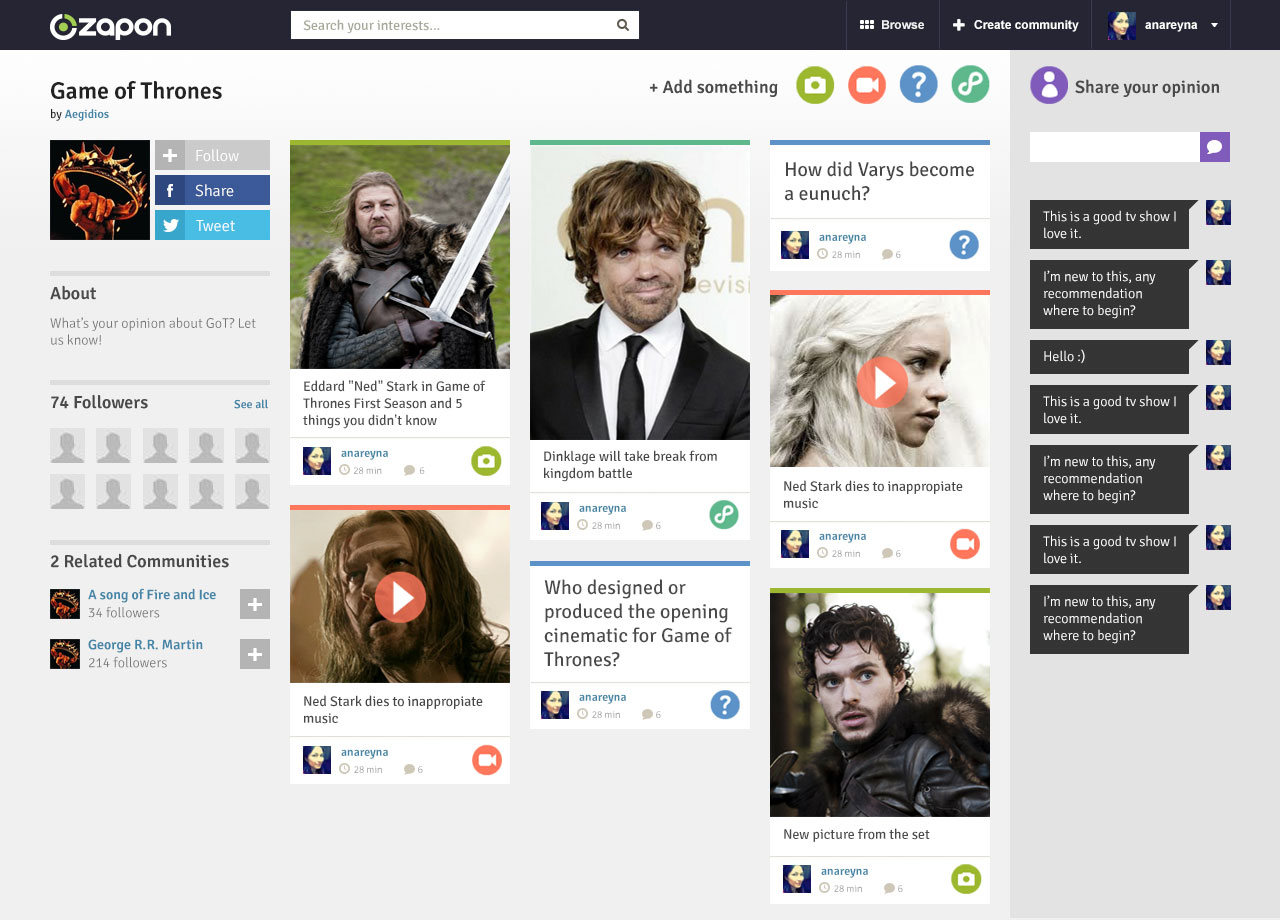 zapon
Search your interests...
Browse
Create community
anareyna
Game of Thrones
by Aegidios
+ Add something
Share your opinion
Follow
Share
Tweet
About
What's your opinion about GoT? Let
us know!
74 Followers
See all
2 Related Communities
A song of Fire and Ice
34 followers
George R.R. Martin
214 followers
Eddard "Ned" Stark in Game of
Thrones First Season and 5
things you didn't know
anareyna
28 min 6
Ned Stark dies to inappropiate
music
anareyna
28 min 6
evisi
Dinklage will take break from
kingdom battle
anareyna
28 min 6
Who designed or
produced the opening
cinematic for Game of
Thrones?
anareyna
28 min 6
How did Varys become
a eunuch?
anareyna
28 min 6
Ned Stark dies to inappropiate
music
anareyna
28 min 6
New picture from the set
anareyna
28 min 6
This is a good tv show I
love it.
I'm new to this, any
recommendation
where to begin?
Hello :)
This is a good tv show I
love it.
I'm new to this, any
recommendation
where to begin?
This is a good tv show I
love it.
I'm new to this, any
recommendation
where to begin?